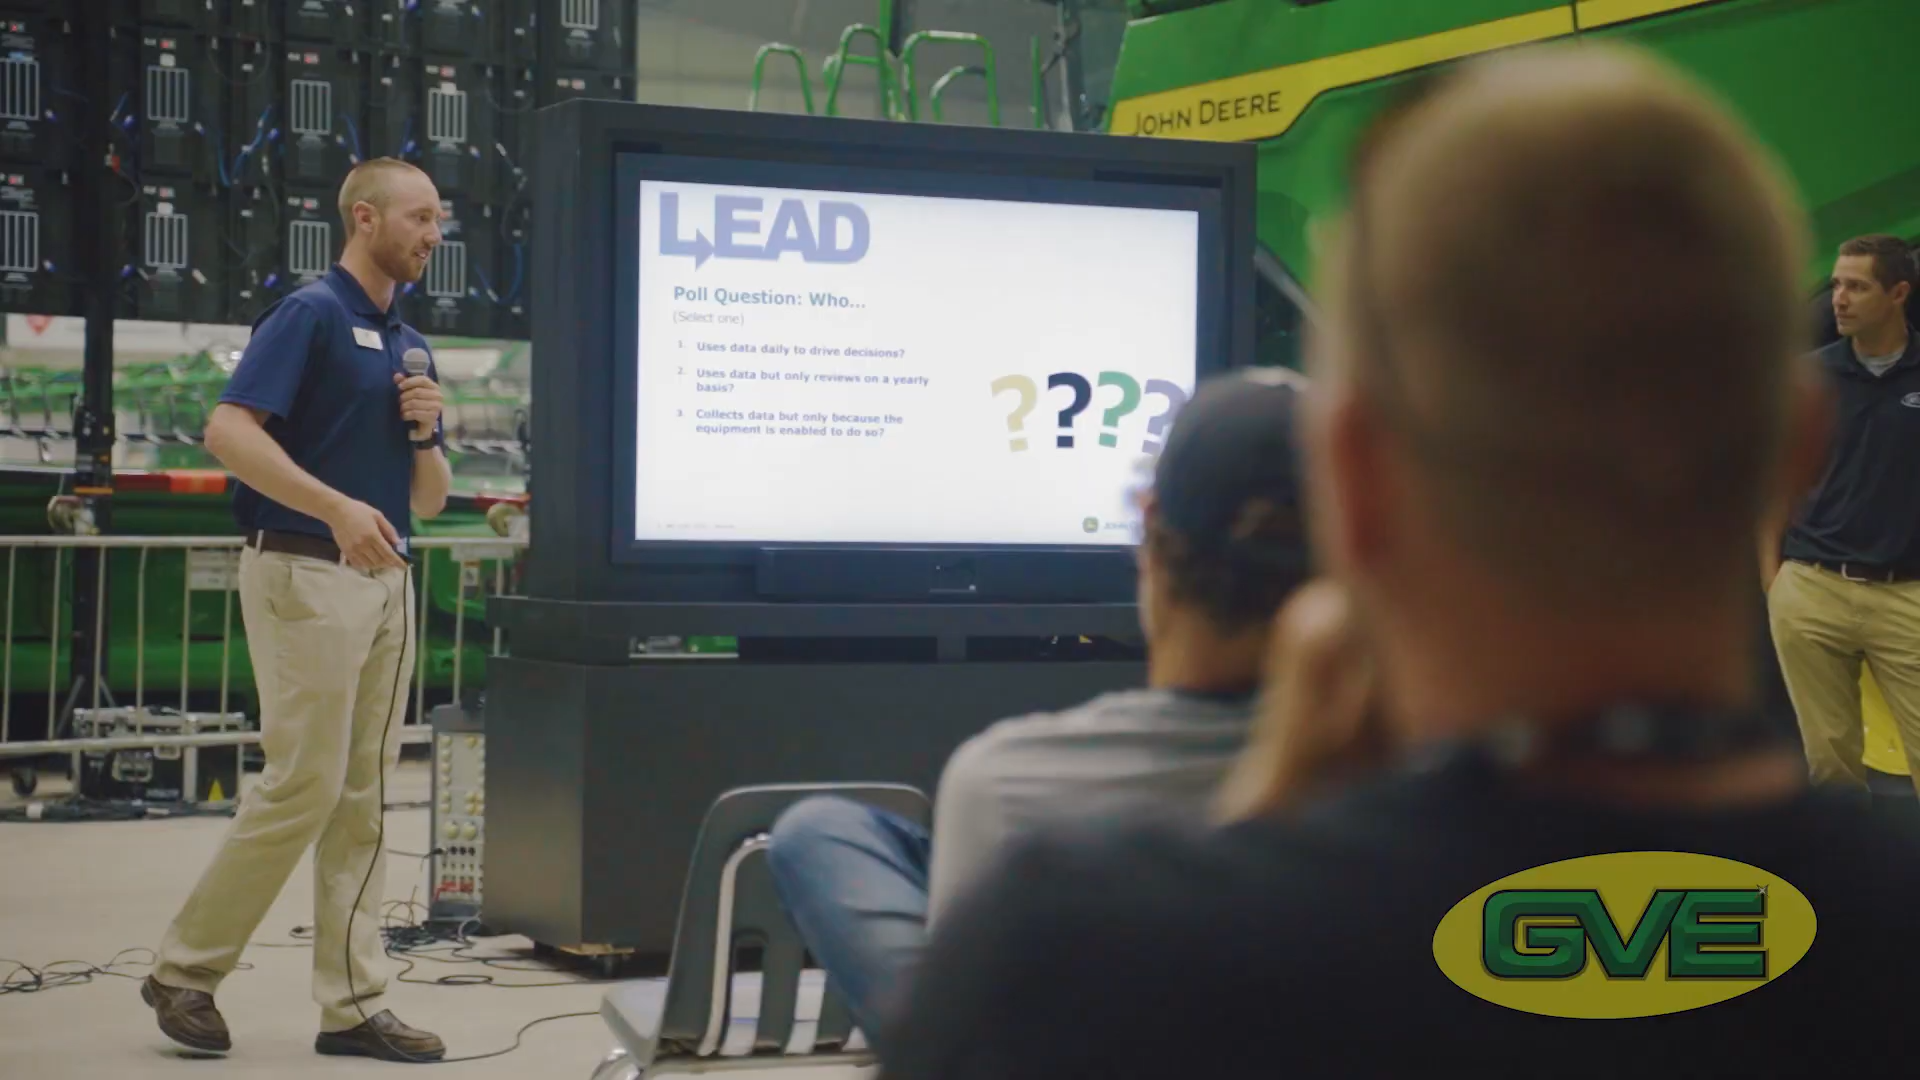 JOHN DEERE
LEAD
Poll Question: Who...
(Select one)
1. Uses data daily to drive decisions?
2. Uses data but only reviews on a yearly
basis?
3. Collects data but only because the
equipment is enabled to do so?
????
GVE